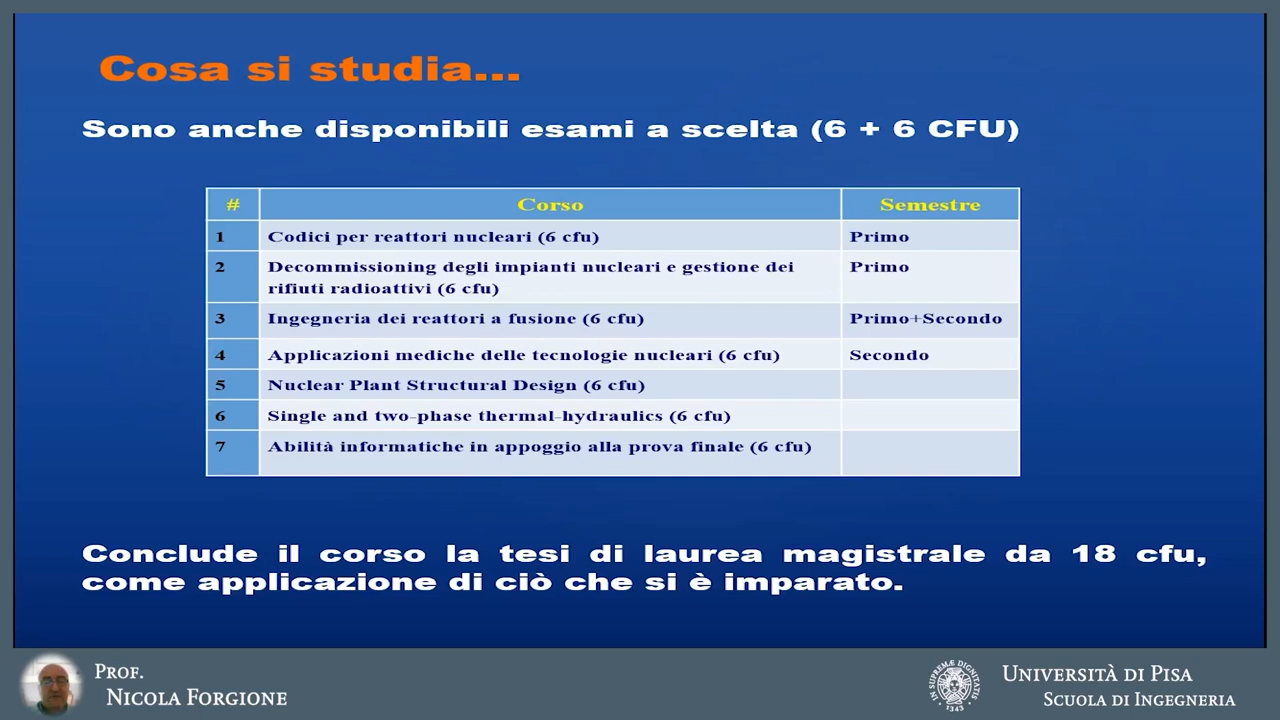 Cosa si studia...
Sono anche disponibili esami a scelta (6 + 6 CFU)
# Corso Semestre
1 Codici per reattori nucleari (6 cfu) Primo
2 Decommissioning degli impianti nucleari e gestione dei Primo
rifiuti radioattivi (6 cfu)
3 Ingegneria dei reattori a fusione (6 cfu) Primo+Secondo
4 Applicazioni mediche delle tecnologie nucleari (6 cfu) Secondo
5 Nuclear Plant Structural Design (6 cfu)
6 Single and two-phase thermal-hydraulics (6 cfu)
7 Abilità informatiche in appoggio alla prova finale (6 cfu)
Conclude il corso la tesi di laurea magistrale da 18 cfu,
come applicazione di ciò che si è imparato.
PROF.
NICOLA FORGIONE
IN SUPREMÆ DIGNITATIS
1343
UNIVERSITÀ DI PISA
SCUOLA DI INGEGNERIA